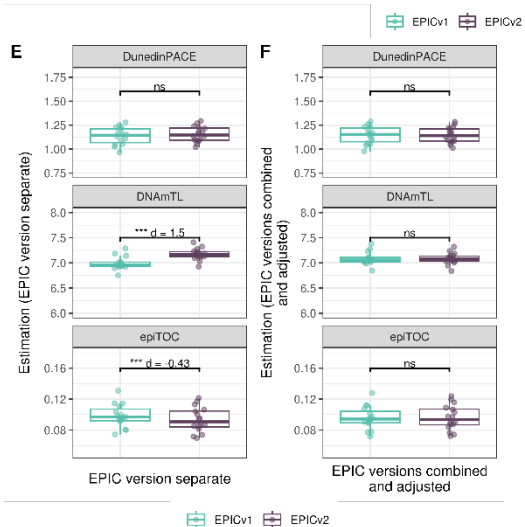 EPICv1 EPICv2
E
DunedinPACE
1.75
1.50
1.25
1.00
0.75
ns
DNAmTL
8.0
7.5
7.0
6.5
6.0
*** d = 1.5
epiTOC
0.16
0.12
0.08
*** d = -0.43
Estimation (EPIC version separate)
EPIC version separate
F
DunedinPACE
1.75
1.50
1.25
1.00
0.75
ns
DNAmTL
8.0
7.5
7.0
6.5
6.0
ns
epiTOC
0.16
0.12
0.08
ns
Estimation (EPIC versions combined
and adjusted)
EPIC versions combined
and adjusted
EPICv1 EPICv2